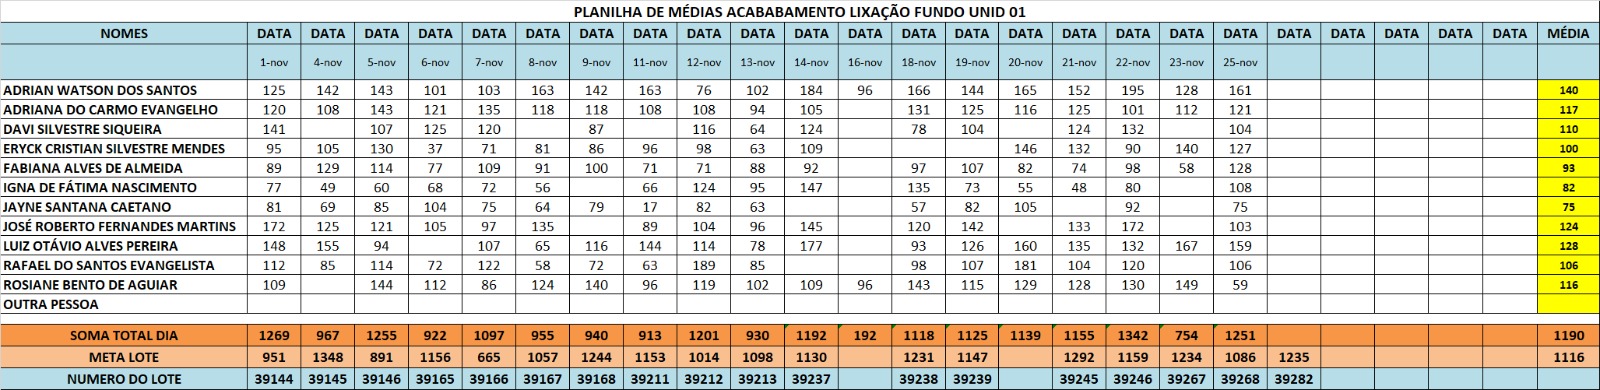 PLANILHA DE MÉDIAS ACABABAMENTO LIXAÇÃO FUNDO UNID 01
NOMES DATA DATA DATA DATA DATA DATA DATA DATA DATA DATA DATA DATA DATA DATA DATA DATA DATA DATA DATA DATA DATA DATA DATA DATA MÉDIA
1-nov 4-nov 5-nov 6-nov 7-nov 8-nov 9-nov 11-nov 12-nov 13-nov 14-nov 16-nov 18-nov 19-nov 20-nov 21-nov 22-nov 23-nov 25-nov
ADRIAN WATSON DOS SANTOS 125 142 143 101 103 163 142 163 76 102 184 96 166 144 165 152 195 128 161 140
ADRIANA DO CARMO EVANGELHO 120 108 143 121 135 118 118 108 108 94 105 131 125 116 125 101 112 121 117
DAVI SILVESTRE SIQUEIRA 141 107 125 120 87 116 64 124 78 104 124 132 104 110
ERYCK CRISTIAN SILVESTRE MENDES 95 105 130 37 71 81 86 96 98 63 109 146 132 90 140 127 100
FABIANA ALVES DE ALMEIDA 89 129 114 77 109 91 100 71 71 88 92 97 107 82 74 98 58 128 93
IGNA DE FÁTIMA NASCIMENTO 77 49 60 68 72 56 66 124 95 147 135 73 55 48 80 108 82
JAYNE SANTANA CAETANO 81 69 85 104 75 64 79 17 82 63 57 82 105 92 75 75
JOSÉ ROBERTO FERNANDES MARTINS 172 125 121 105 97 135 89 104 96 145 120 142 133 172 103 124
LUIZ OTÁVIO ALVES PEREIRA 148 155 94 107 65 116 144 114 78 177 93 126 160 135 132 167 159 128
RAFAEL DO SANTOS EVANGELISTA 112 85 114 72 122 58 72 63 189 85 98 107 181 104 120 106 106
ROSIANE BENTO DE AGUIAR 109 144 112 86 124 140 96 119 102 109 96 143 115 129 128 130 149 59 116
OUTRA PESSOA
SOMA TOTAL DIA 1269 967 1255 922 1097 955 940 913 1201 930 1192 192 1118 1125 1139 1155 1342 754 1251 1190
META LOTE 951 1348 891 1156 665 1057 1244 1153 1014 1098 1130 1231 1147 1292 1159 1234 1086 1235 1116
NUMERO DO LOTE 39144 39145 39146 39165 39166 39167 39168 39211 39212 39213 39237 39238 39239 39245 39246 39267 39268 39282